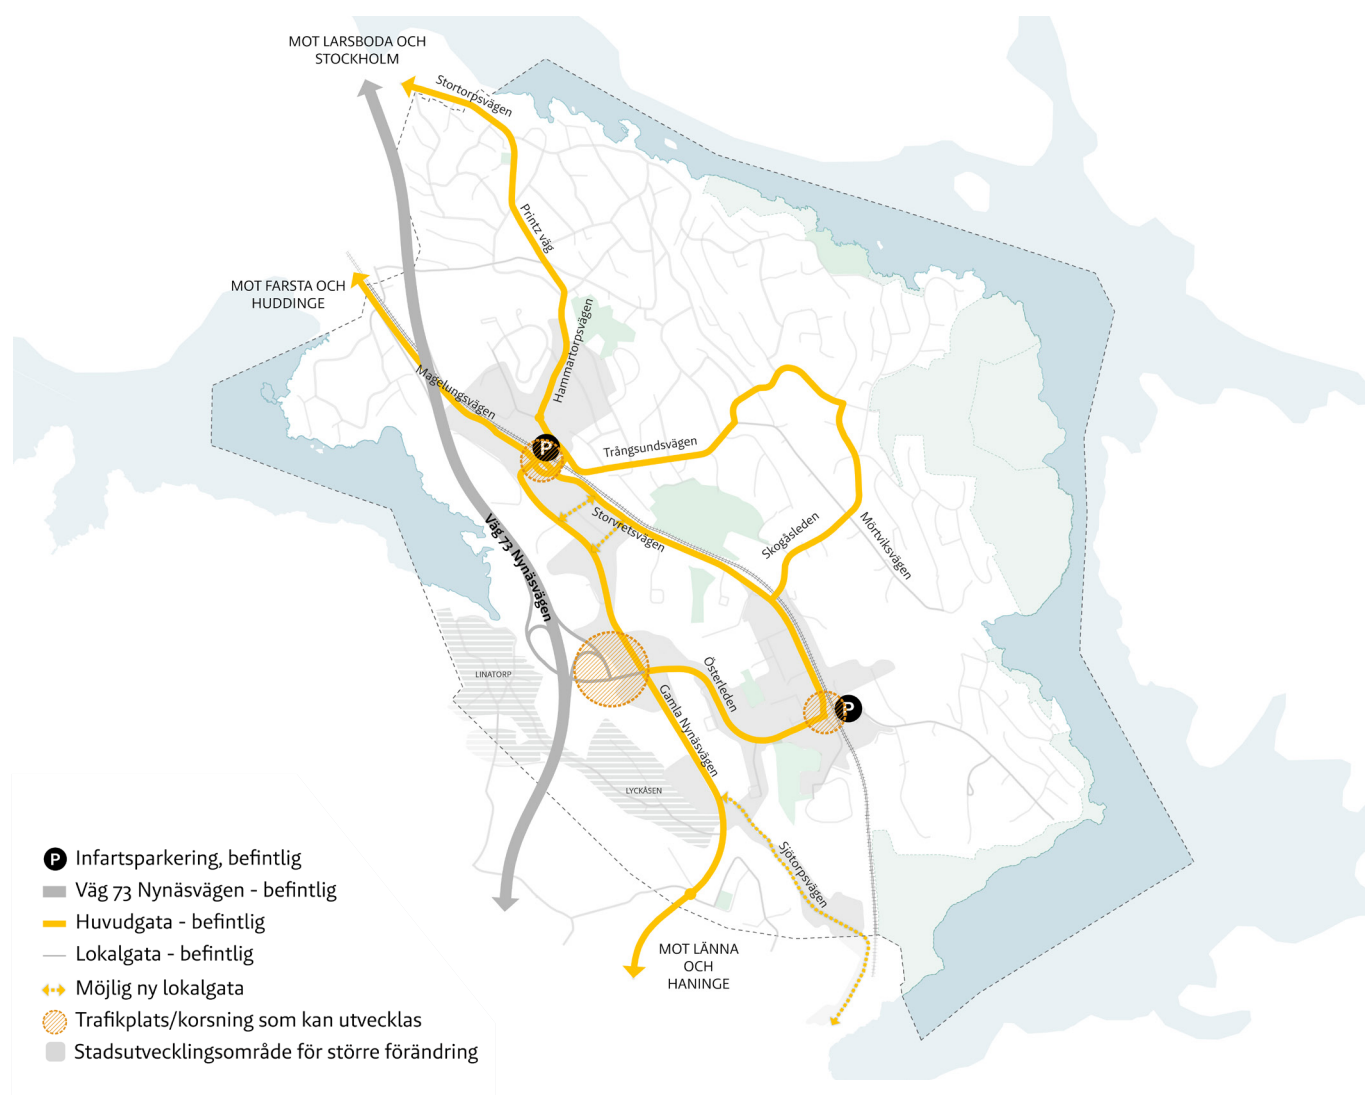 MOT LARSBODA OCH
STOCKHOLM
Stortorpsvägen
Printz väg
MOT FARSTA OCH
HUDDINGE
Hammartorpsvägen
Magelungsvägen
P
Trångsundsvägen
Storvretsvägen
Skogåsleden
Mörtviksvägen
Väg 73 Nynäsvägen
LINATORP
Österleden
Gamla Nynäsvägen
P
LYCKÅSEN
Sjötorpsvägen
MOT LÄNNA
OCH
HANINGE
P Infartsparkering, befintlig
Väg 73 Nynäsvägen - befintlig
Huvudgata - befintlig
Lokalgata - befintlig
Möjlig ny lokalgata
Trafikplats/korsning som kan utvecklas
Stadsutvecklingsområde för större förändring